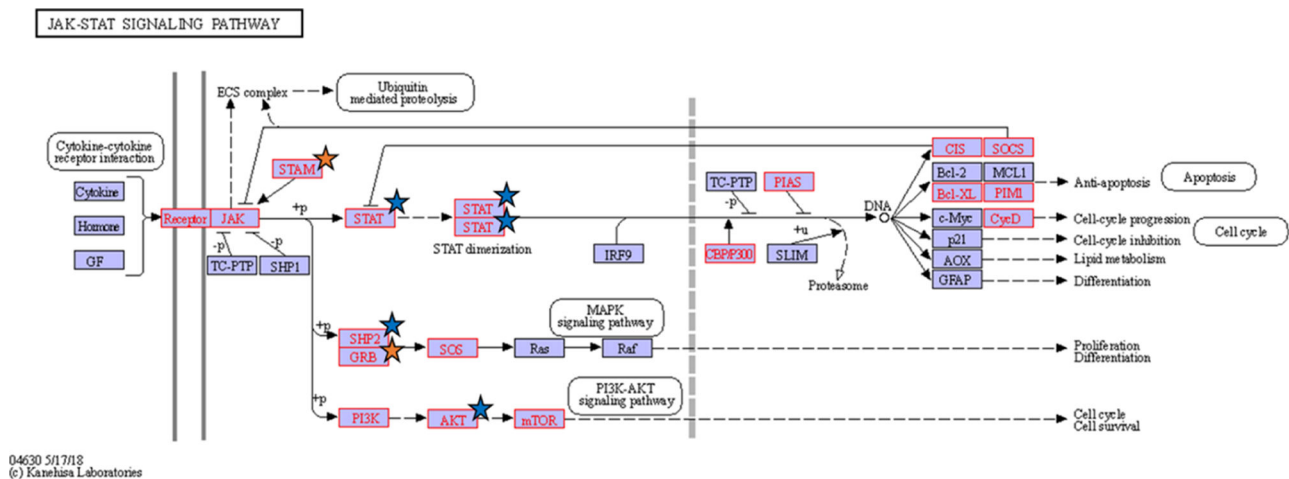 JAK-STAT SIGNALING PATHWAY
Cytokine-cytokine
receptor interaction
Cytokine
Hormone
GF
ECS complex
Ubiquitin
mediated proteolysis
STAM
Receptor
JAK
+p
STAT
STAT
STAT
STAT dimerization
-p
-p
TC-PTP
SHP1
IRF9
TC-PTP
PIAS
-p
+u
CBP/P300
SLIM
Proteasome
DNA
CIS
SOCS
Bcl-2
MCL1
Bcl-XL
PIM1
c-Myc
CycD
p21
AOX
GFAP
Anti-apoptosis
Apoptosis
Cell-cycle progression
Cell cycle
Cell-cycle inhibition
Lipid metabolism
Differentiation
+p
SHP2
GRB
SOS
Ras
Raf
MAPK
signaling pathway
Proliferation
Differentiation
+p
PI3K
AKT
mTOR
PI3K-AKT
signaling pathway
Cell cycle
Cell survival
04630 5/17/18
(c) Kanehisa Laboratories